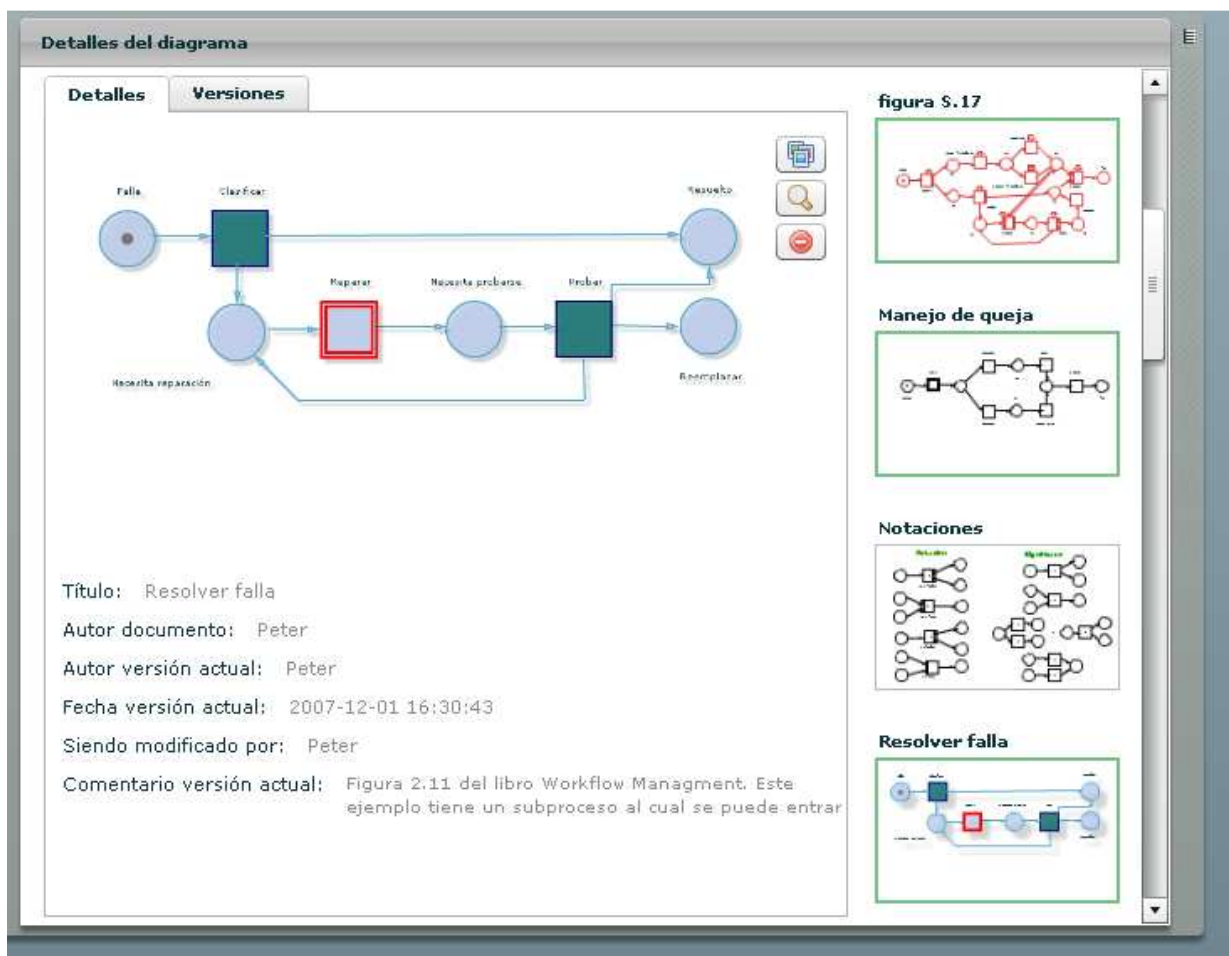 Detalles del diagrama
Detalles
Versiones
Falla
Clasificar
Resuelto
Reparar
Necesita probarse
Probar
Necesita reparación
Reemplazar
Título: Resolver falla
Autor documento: Peter
Autor versión actual: Peter
Fecha versión actual: 2007-12-01 16:30:43
Siendo modificado por: Peter
Comentario versión actual: Figura 2.11 del libro Workflow Managment. Este
ejemplo tiene un subproceso al cual se puede entrar
figura S.17
Manejo de queja
Notaciones
Resolver falla